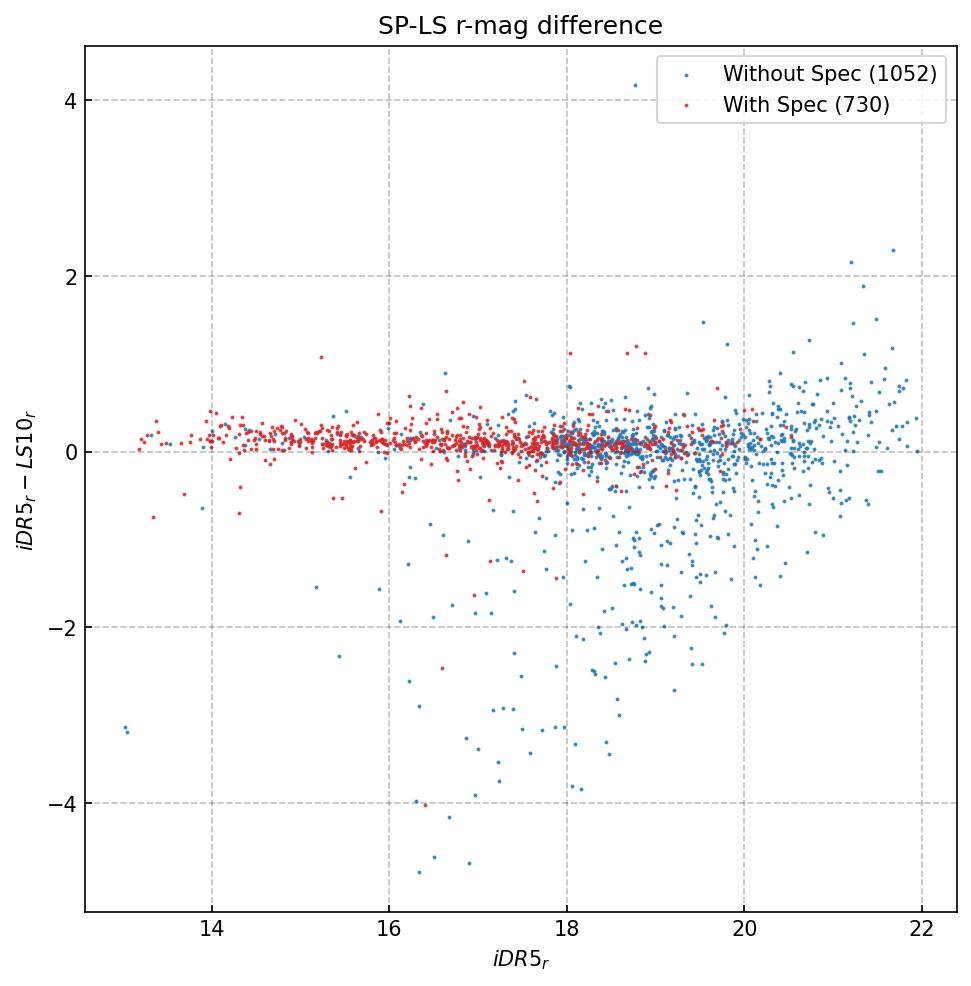 SP-LS r-mag difference
Without Spec (1052)
With Spec (730)
4
2
0
−2
−4
iDR5r − LS10r
14
16
18
20
22
iDR5r